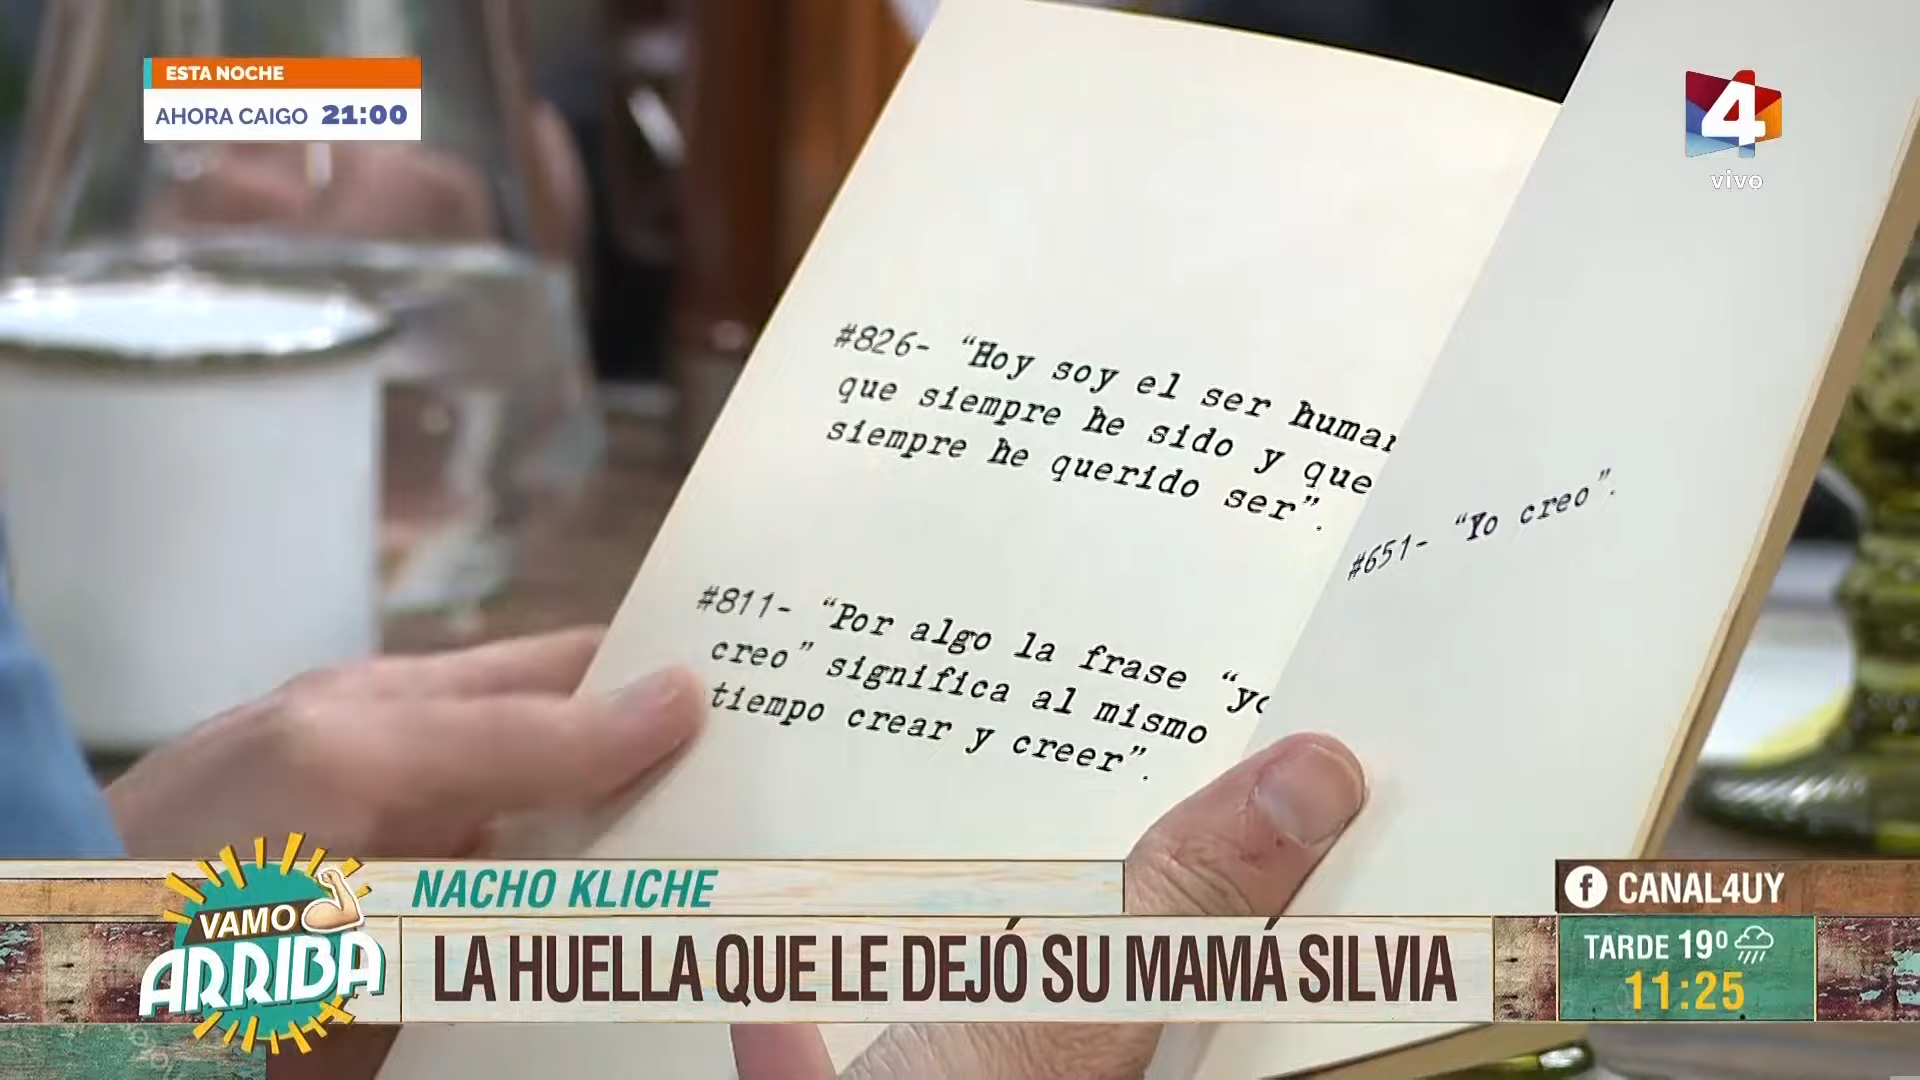 ESTA NOCHE
AHORA CAIGO 21:00
4
vivo
#826- “Hoy soy el ser
que siempre he sido y que
siempre he querido ser”.
#811- “Por algo la frase “yo
creo” significa al mismo
tiempo crear y creer”.
#651- “Yo creo”.
NACHO KLICHE
LA HUELLA QUE LE DEJÓ SU MAMÁ SILVIA
VAMO
ARRIBA
CANAL4UY
TARDE 19º
11:25